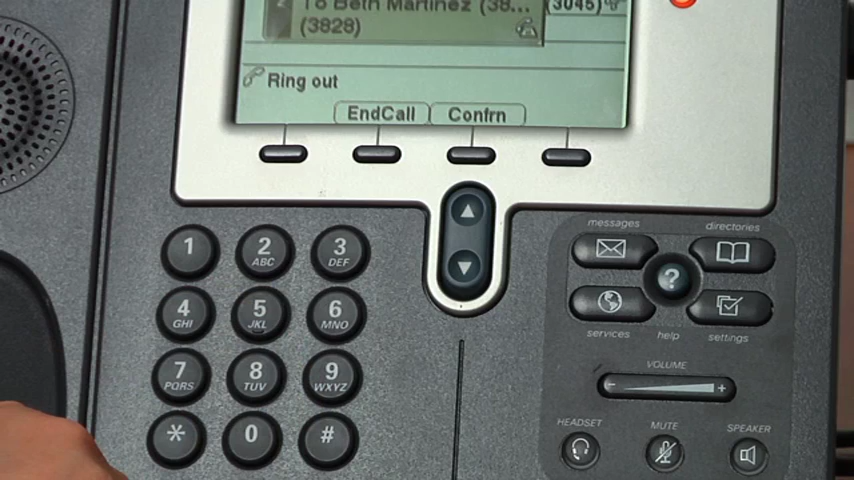 To Beth Martinez (38...
(3828)
3045)
Ring out
EndCall Confrn
messages directories
1 2 ABC 3 DEF
?
4 GHI 5 JKL 6 MNO
services help settings
7 PQRS 8 TUV 9 WXYZ
VOLUME
- +
* 0 #
HEADSET MUTE SPEAKER